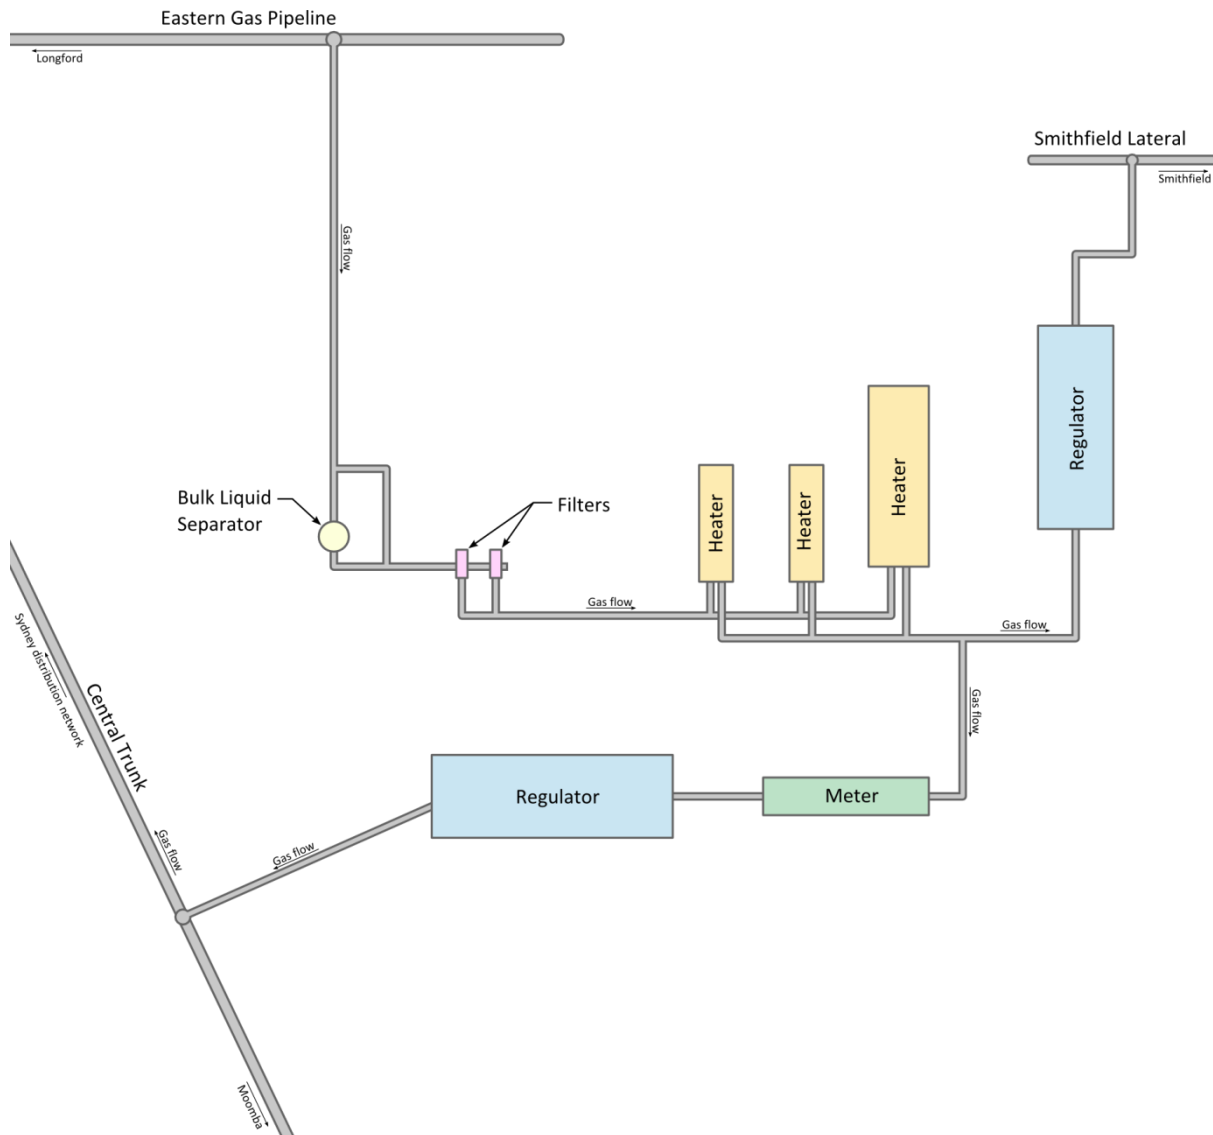 Eastern Gas Pipeline
Longford
Smithfield Lateral
Smithfield
Gas flow
Regulator
Heater
Heater
Heater
Bulk Liquid
Separator
Filters
Gas flow
Gas flow
Sydney distribution network
Central Trunk
Gas flow
Regulator
Meter
Gas flow
Gas flow
Moomba